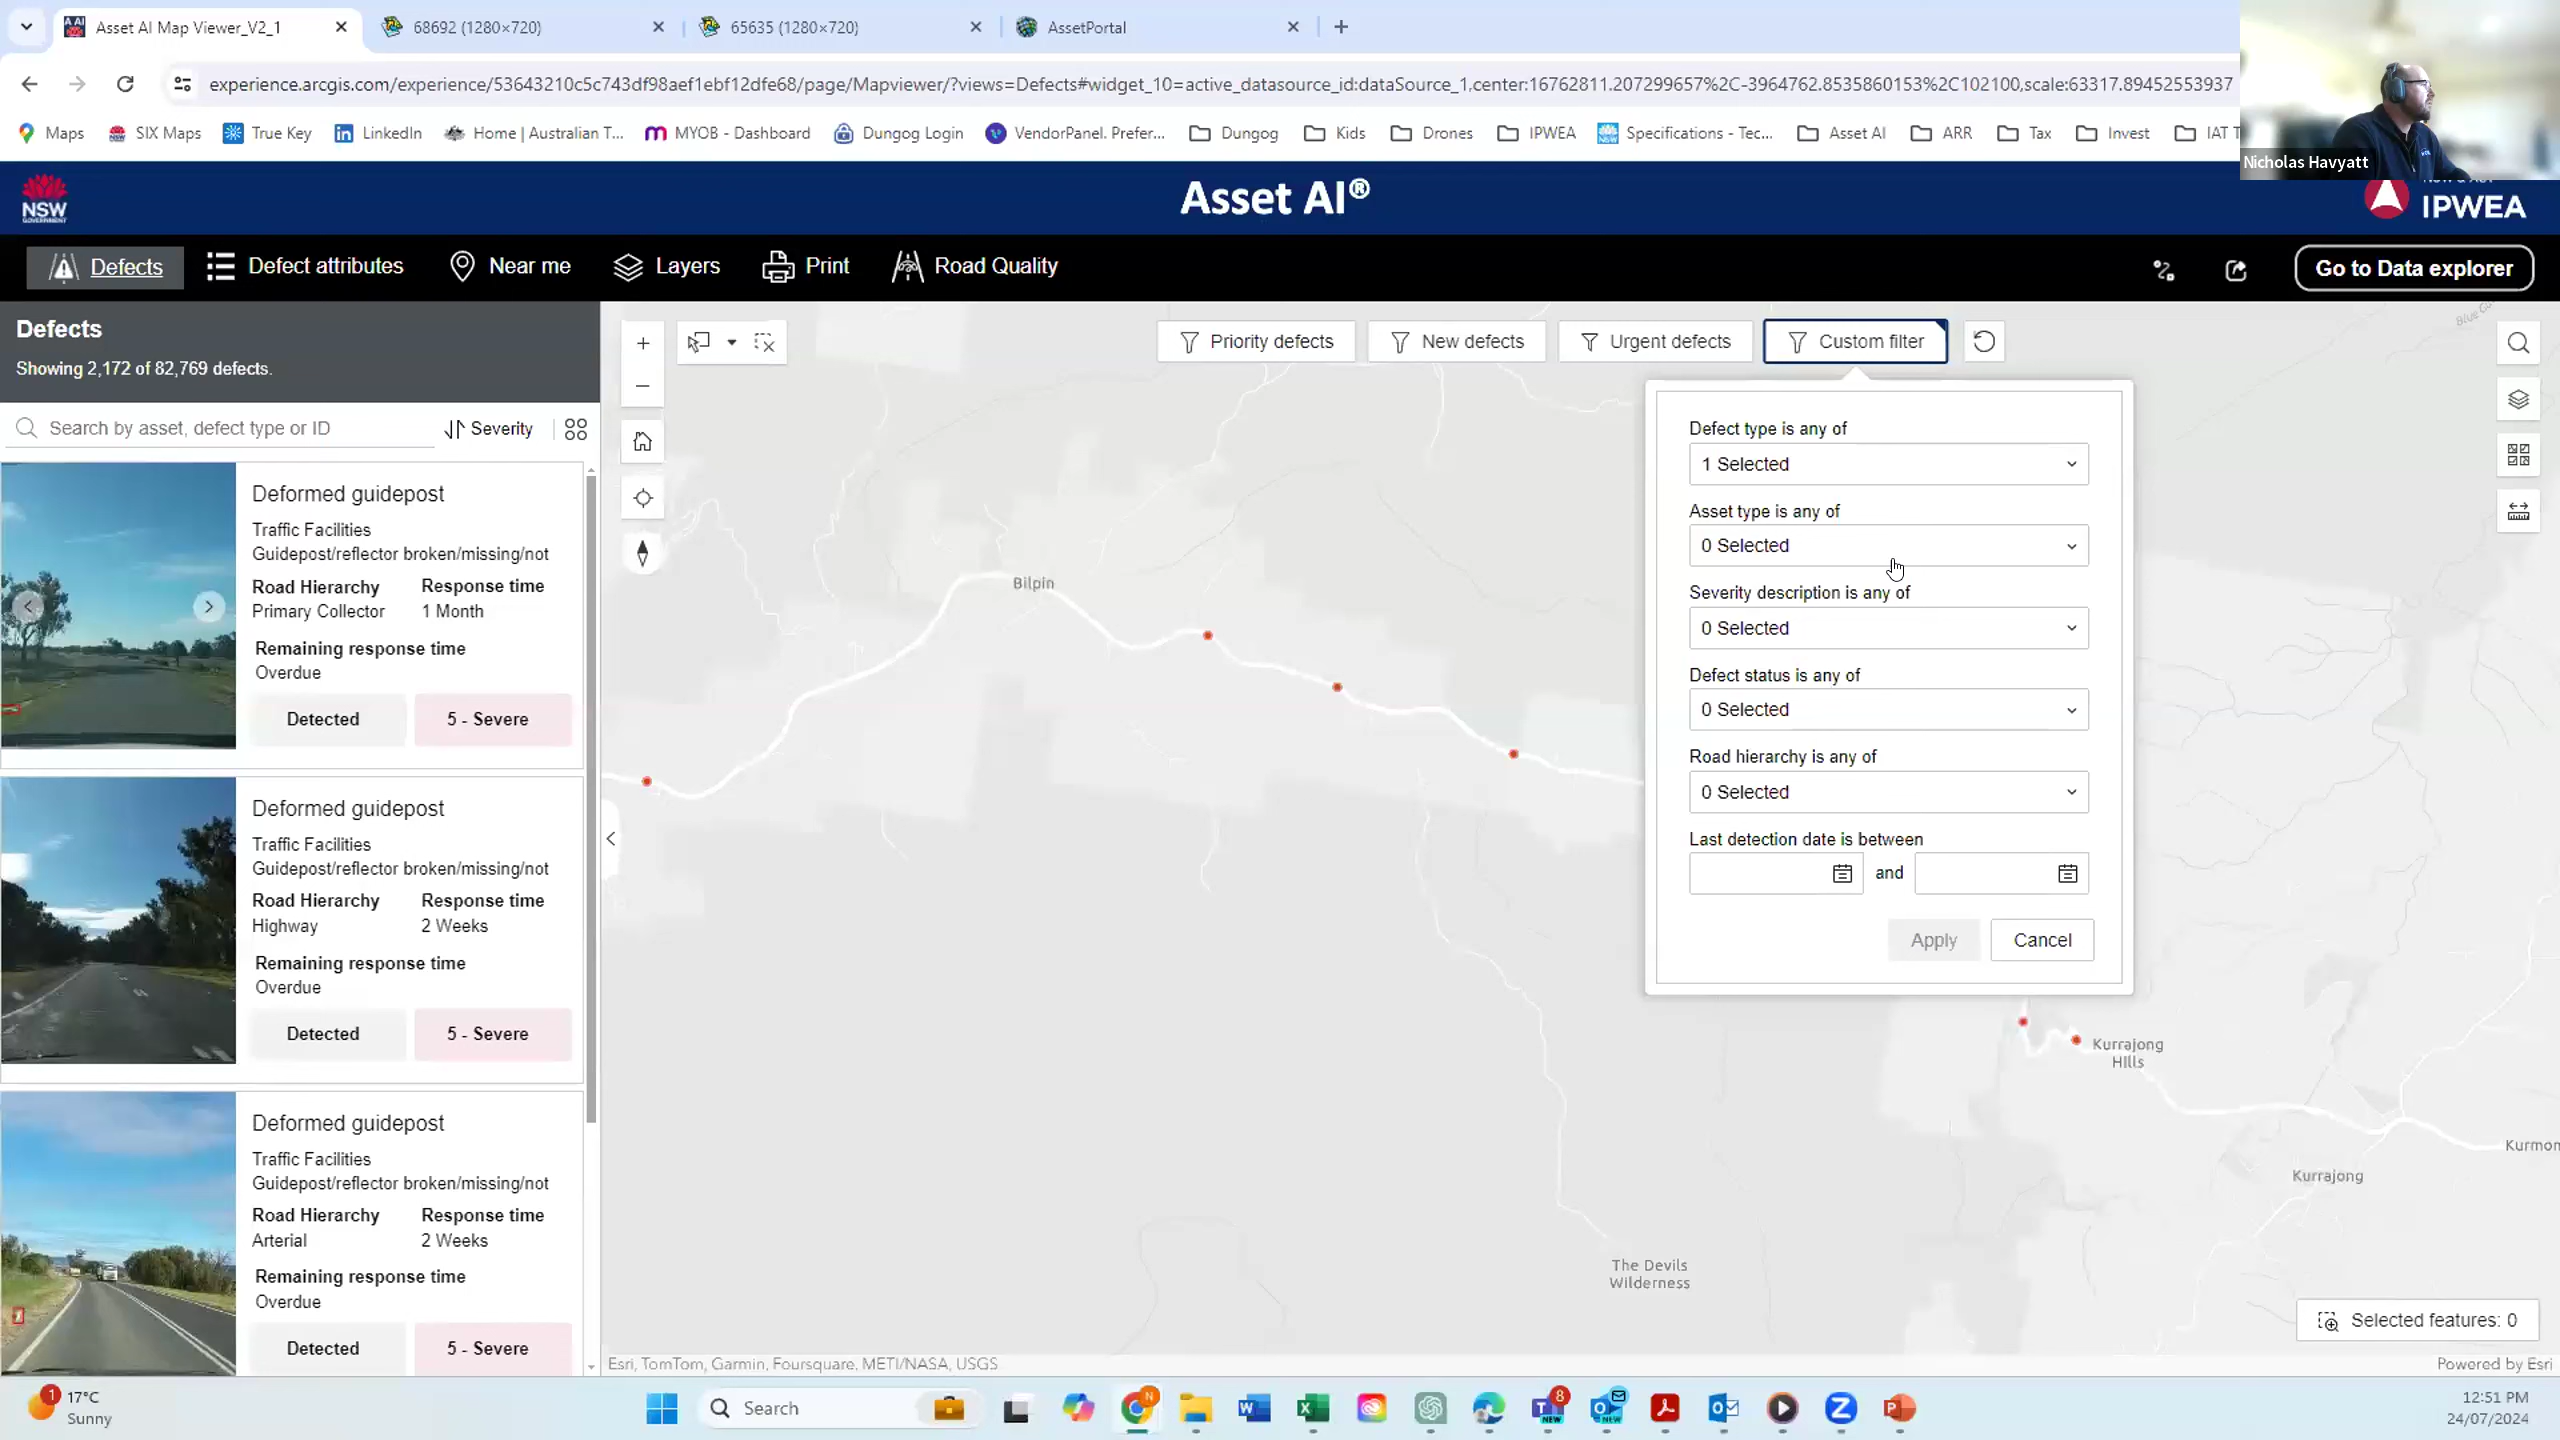 Asset AI Map Viewer_V2_1
68692 (1280×720)
65635 (1280×720)
AssetPortal
experience.arcgis.com/experience/53643210c5c743df98aef1ebf12dfe68/page/Mapviewer/?views=Defects#widget_10=active_datasource_id:dataSource_1,center:16762811.207299657%2C-3964762.8535860153%2C102100,scale:63317.89452553937
Maps
SIX Maps
True Key
LinkedIn
Home | Australian T...
MYOB - Dashboard
Dungog Login
VendorPanel. Prefer...
Dungog
Kids
Drones
IPWEA
Specifications - Tec...
Asset AI
ARR
Tax
Invest
IAT T
Nicholas Havyatt
NSW
GOVERNMENT
Asset AI®
IPWEA
Defects
Defect attributes
Near me
Layers
Print
Road Quality
Go to Data explorer
Defects
Showing 2,172 of 82,769 defects.
Search by asset, defect type or ID
Severity
Deformed guidepost
Traffic Facilities
Guidepost/reflector broken/missing/not
Road Hierarchy Response time
Primary Collector 1 Month
Remaining response time
Overdue
Detected 5 - Severe
Deformed guidepost
Traffic Facilities
Guidepost/reflector broken/missing/not
Road Hierarchy Response time
Highway 2 Weeks
Remaining response time
Overdue
Detected 5 - Severe
Deformed guidepost
Traffic Facilities
Guidepost/reflector broken/missing/not
Road Hierarchy Response time
Arterial 2 Weeks
Remaining response time
Overdue
Detected 5 - Severe
Priority defects
New defects
Urgent defects
Custom filter
Defect type is any of
1 Selected
Asset type is any of
0 Selected
Severity description is any of
0 Selected
Defect status is any of
0 Selected
Road hierarchy is any of
0 Selected
Last detection date is between
and
Apply Cancel
Bilpin
Kurrajong
Hills
Kurmon
Kurrajong
The Devils
Wilderness
Selected features: 0
Esri, TomTom, Garmin, Foursquare, METI/NASA, USGS
Powered by Esri
1
17°C
Sunny
Search
8
12:51 PM
24/07/2024